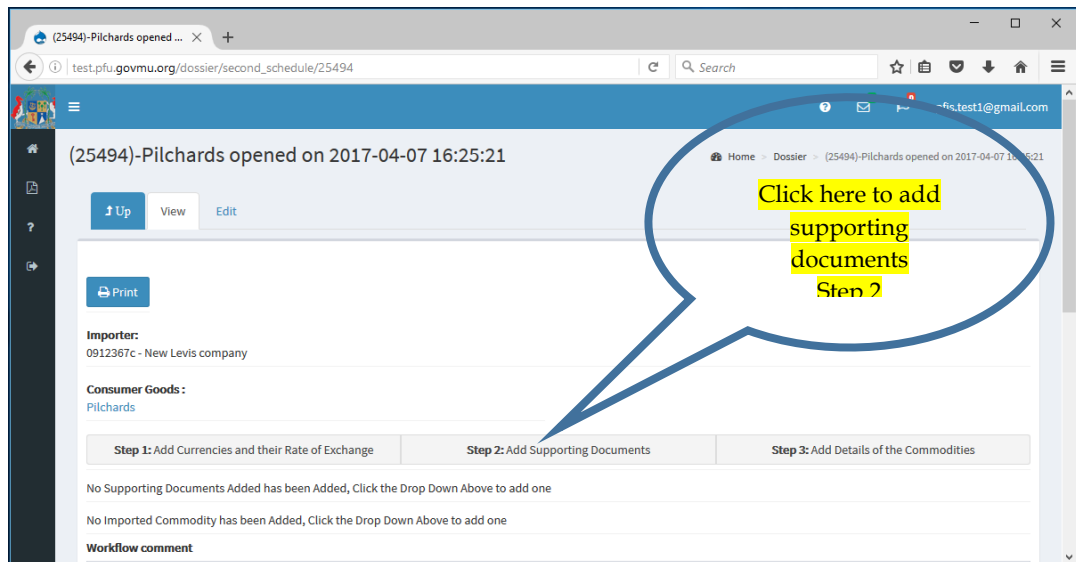 (25494)-Pilchards opened ...
test.pfu.govmu.org/dossier/second_schedule/25494
Search
fis.test1@gmail.com
(25494)-Pilchards opened on 2017-04-07 16:25:21
Home > Dossier > (25494)-Pilchards opened on 2017-04-07 16:25:21
Up View Edit
Click here to add
supporting
documents
Step 2
Print
Importer:
0912367c - New Levis company
Consumer Goods :
Pilchards
Step 1: Add Currencies and their Rate of Exchange
Step 2: Add Supporting Documents
Step 3: Add Details of the Commodities
No Supporting Documents Added has been Added, Click the Drop Down Above to add one
No Imported Commodity has been Added, Click the Drop Down Above to add one
Workflow comment